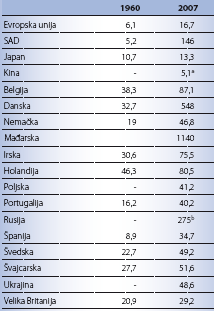 1960 2007
Evropska unija 6,1 16,7
SAD 5,2 146
Japan 10,7 13,3
Kina - 5,1ᵃ
Belgija 38,3 87,1
Danska 32,7 548
Nemačka 19 46,8
Mađarska 1140
Irska 30,6 75,5
Holandija 46,3 80,5
Poljska - 41,2
Portugalija 16,2 40,2
Rusija - 275ᵇ
Španija 8,9 34,7
Švedska 22,7 49,2
Švajcarska 27,7 51,6
Ukrajina - 48,6
Velika Britanija 20,9 29,2